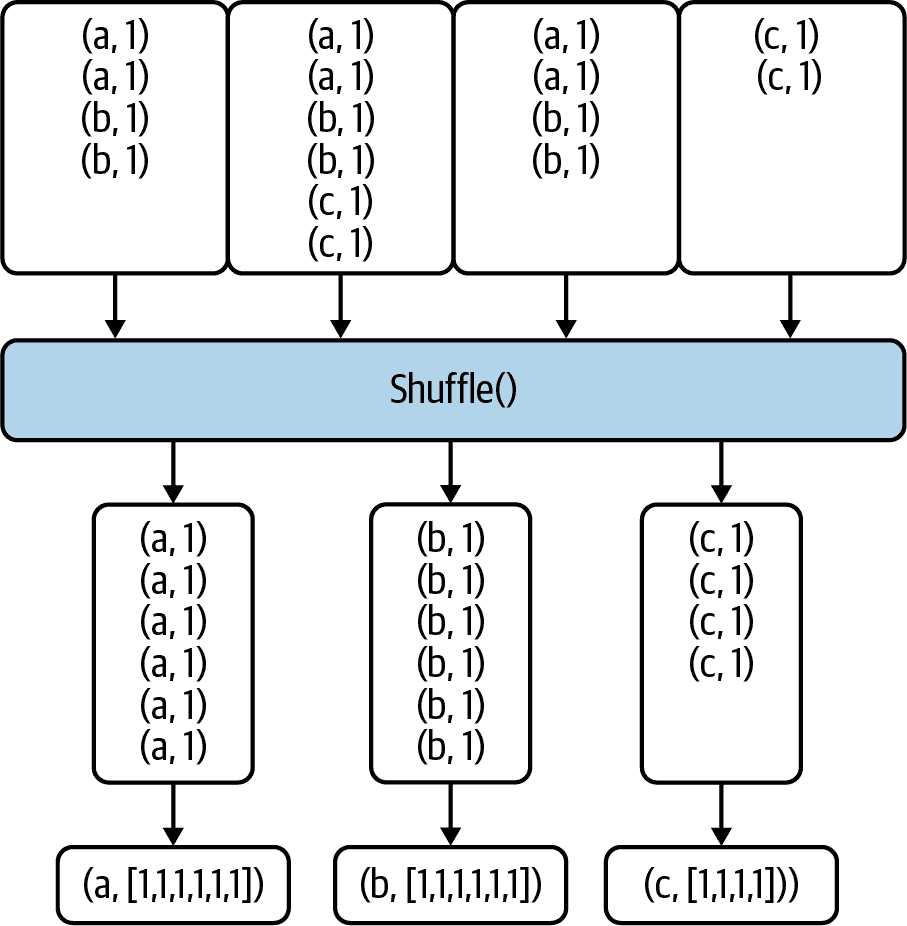 (a, 1)
(a, 1)
(b, 1)
(b, 1)
(a, 1)
(a, 1)
(b, 1)
(b, 1)
(c, 1)
(c, 1)
(a, 1)
(a, 1)
(b, 1)
(b, 1)
(c, 1)
(c, 1)
Shuffle()
(a, 1)
(a, 1)
(a, 1)
(a, 1)
(a, 1)
(a, 1)
(b, 1)
(b, 1)
(b, 1)
(b, 1)
(b, 1)
(b, 1)
(c, 1)
(c, 1)
(c, 1)
(c, 1)
(a, [1,1,1,1,1,1])
(b, [1,1,1,1,1,1])
(c, [1,1,1,1]))